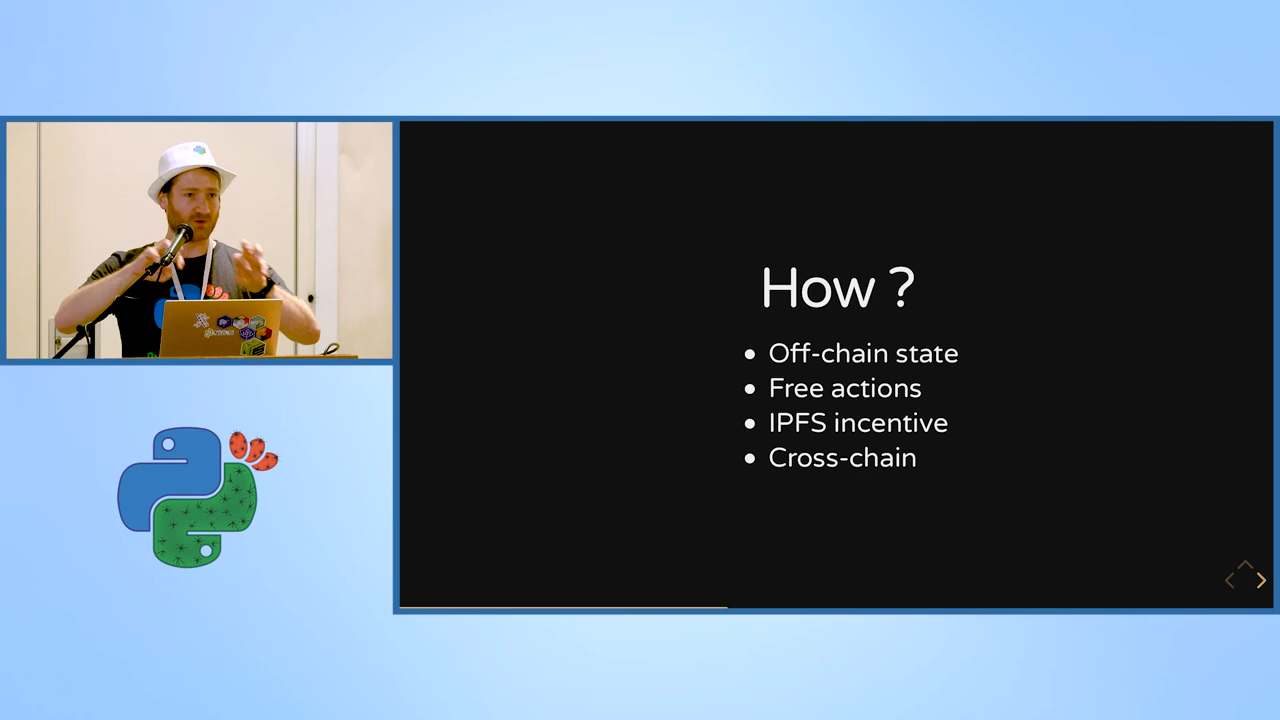 How ?
Off-chain state
Free actions
IPFS incentive
Cross-chain